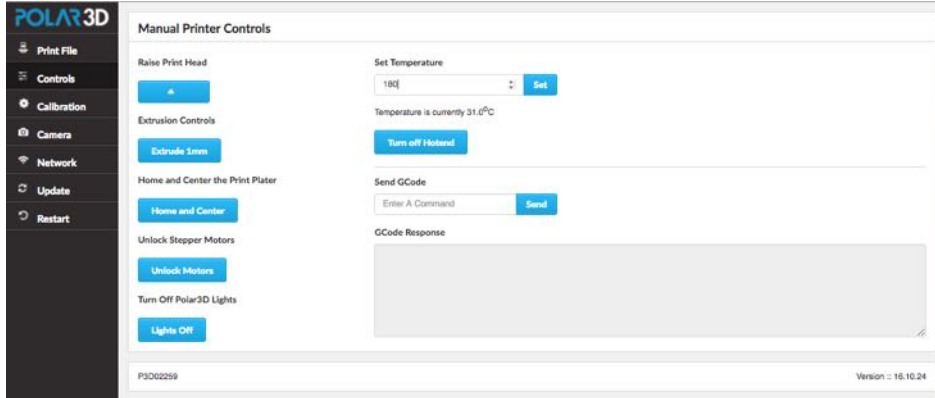 POLAR3D
Print File
Controls
Calibration
Camera
Network
Update
Restart
Manual Printer Controls
Raise Print Head
Extrusion Controls
Extrude 1mm
Home and Center the Print Plater
Home and Center
Unlock Stepper Motors
Unlock Motors
Turn Off Polar3D Lights
Lights Off
Set Temperature
180
Set
Temperature is currently 31.0°C
Turn off Hotend
Send GCode
Enter A Command
Send
GCode Response
P3D02259
Version :: 16.10.24